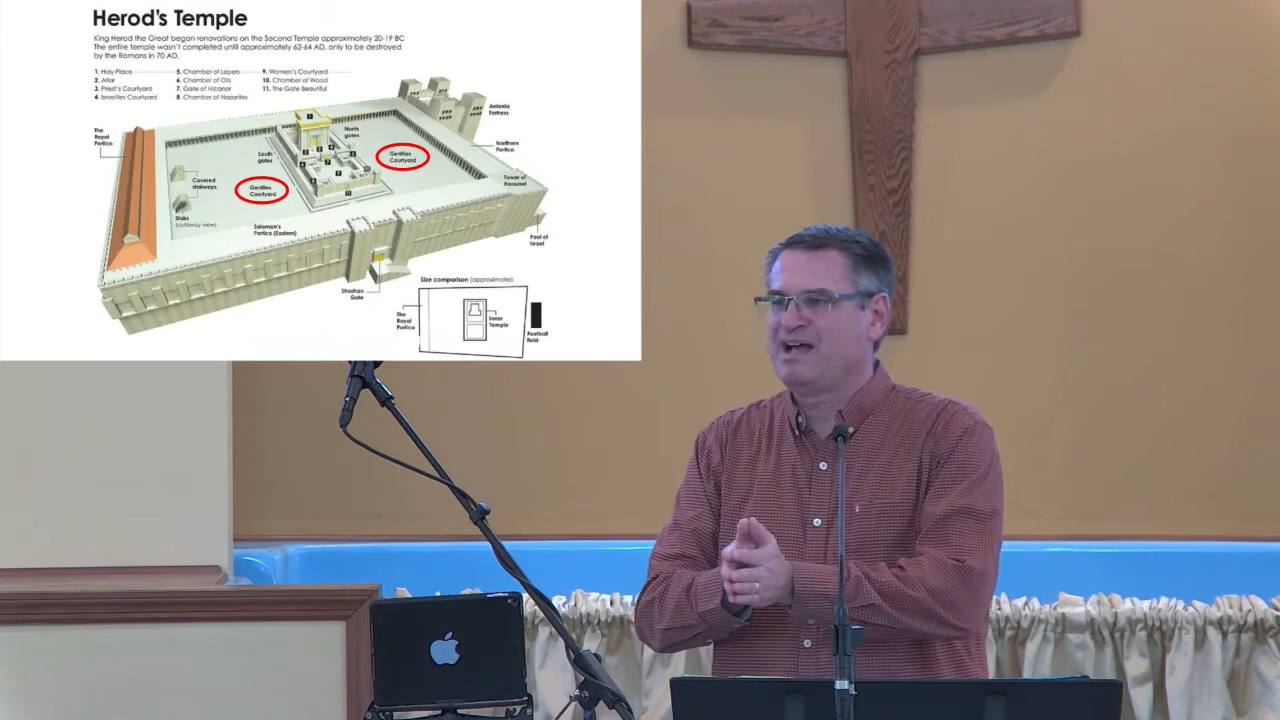 Herod's Temple
King Herod the Great began renovations on the Second Temple approximately 20-19 BC
The entire temple wasn't completed until approximately 62-64 AD, only to be destroyed
by the Romans in 70 AD.
1. Holy Place
2. Altar
3. Priest's Courtyard
4. Israelites Courtyard
5. Chamber of Lepers
6. Chamber of Oils
7. Gate of Nicanor
8. Chamber of Nazarites
9. Women's Courtyard
10. Chamber of Wood
11. The Gate Beautiful
Antonia
Fortress
The
Royal
Portico
North
gates
Northern
Portico
South
gates
Gentiles
Courtyard
Covered
stairways
Gentiles
Courtyard
Tower of
Hananel
Stairs
(cutaway view)
Solomon's
Portico (Eastern)
Pool of
Israel
Shushan
Gate
Size comparison (approximate):
The
Royal
Portico
Inner
Temple
Football
field